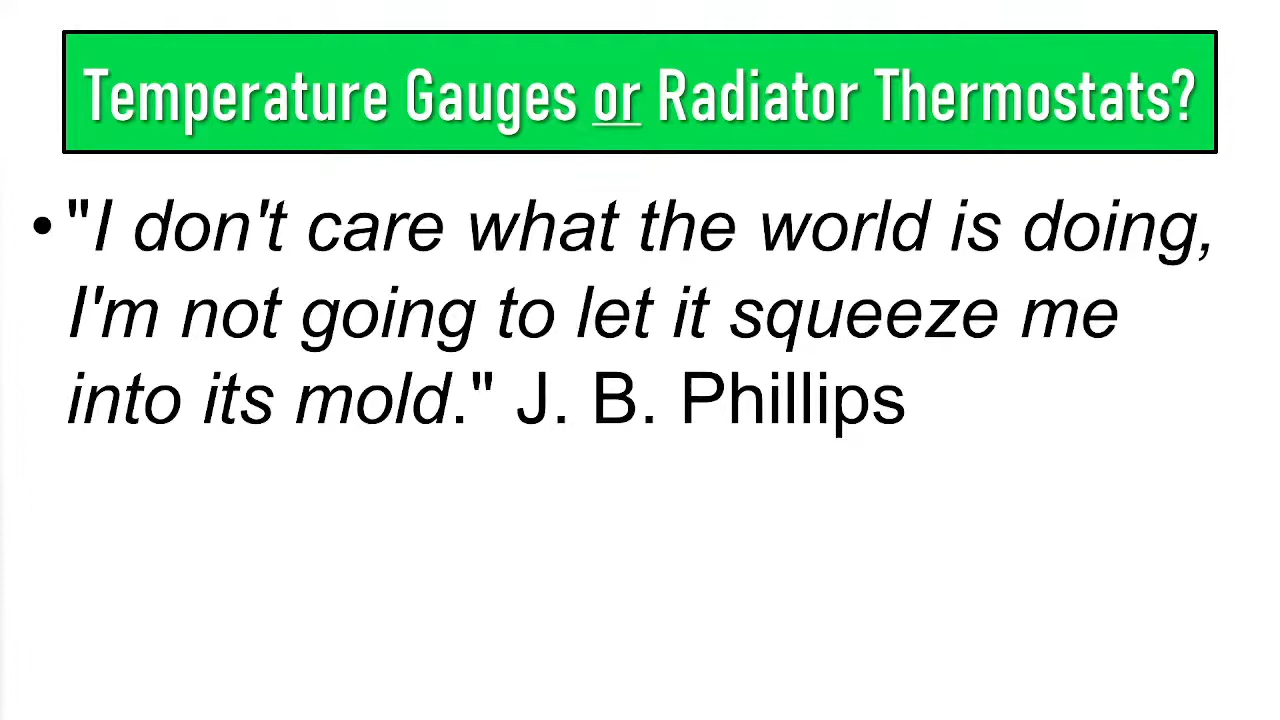 Temperature Gauges or Radiator Thermostats?
• "I don't care what the world is doing,
I'm not going to let it squeeze me
into its mold." J. B. Phillips